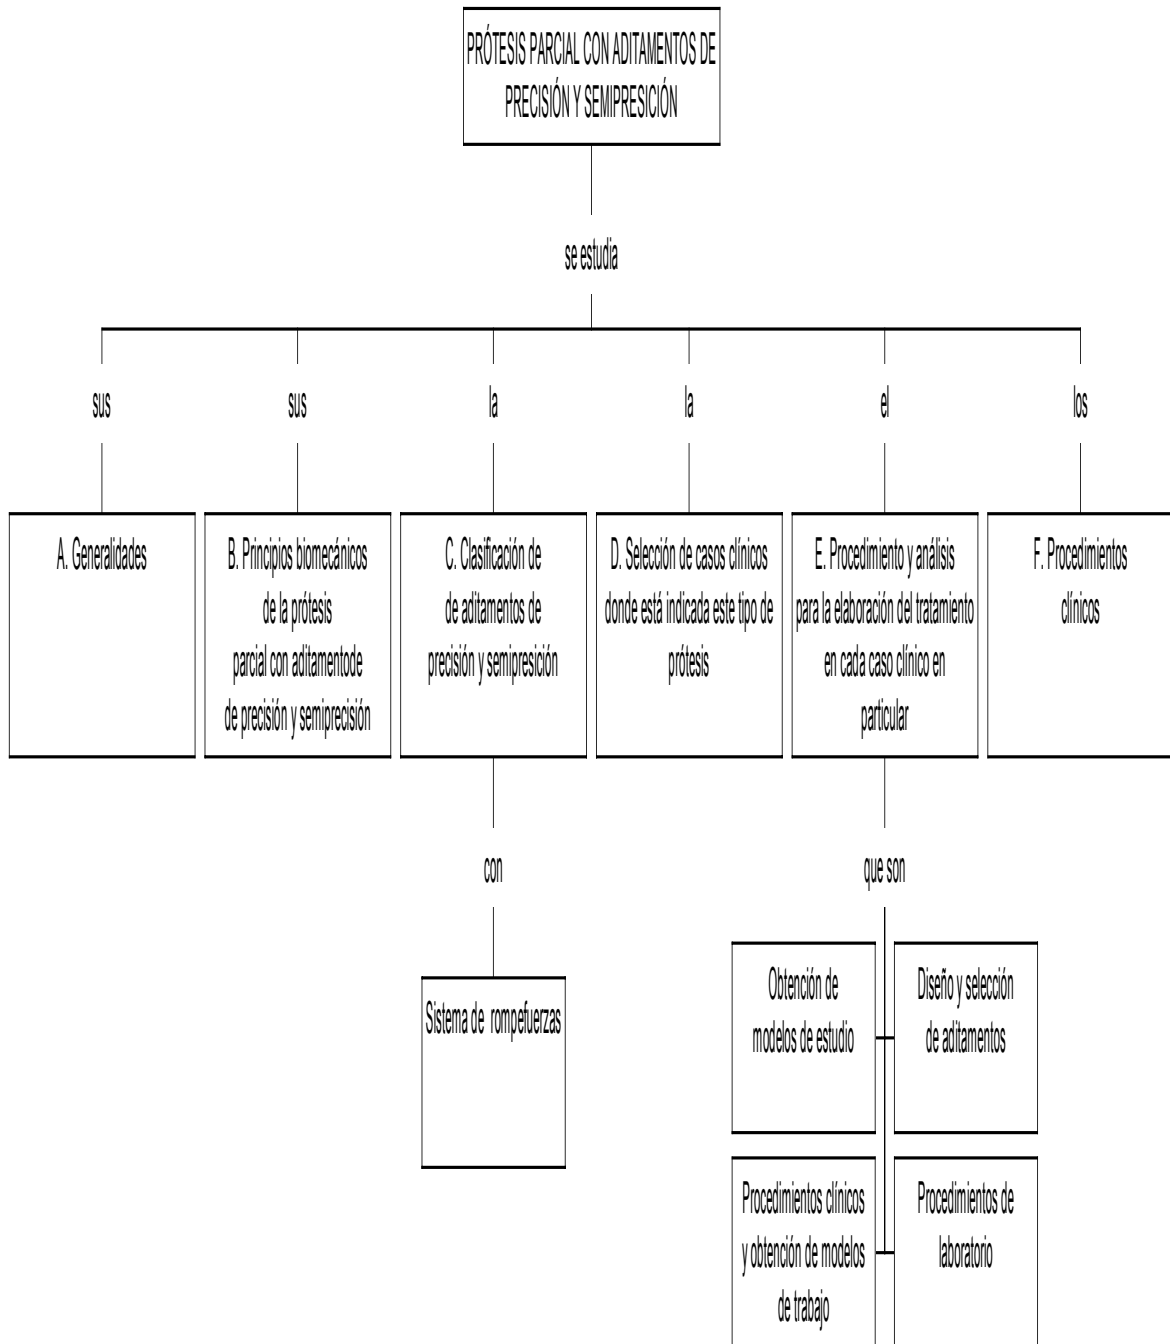 PRÓTESIS PARCIAL CON ADITAMENTOS DE
PRECISIÓN Y SEMIPRESICIÓN
se estudia
sus
sus
la
la
el
los
A. Generalidades
B. Principios biomecánicos
de la prótesis
parcial con aditamentode
de precisión y semiprecisión
C. Clasificación de
de aditamentos de
precisión y semipresición
D. Selección de casos clínicos
donde está indicada este tipo de
prótesis
E. Procedimiento y análisis
para la elaboración del tratamiento
en cada caso clínico en
particular
F. Procedimientos
clínicos
con
que son
Sistema de rompefuerzas
Obtención de
modelos de estudio
Diseño y selección
de aditamentos
Procedimientos clínicos
y obtención de modelos
de trabajo
Procedimientos de
laboratorio